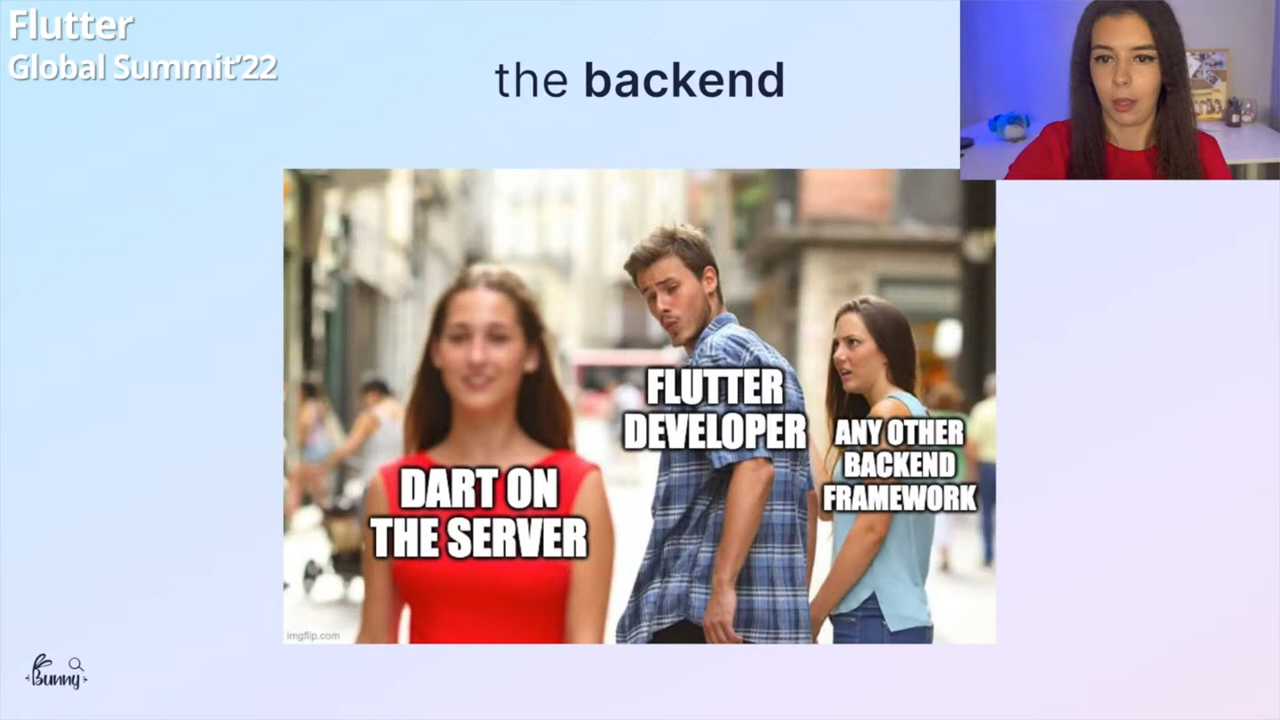 Flutter
Global Summit'22
the backend
FLUTTER
DEVELOPER
ANY OTHER
BACKEND
FRAMEWORK
DART ON
THE SERVER
imgflip.com
Bunny